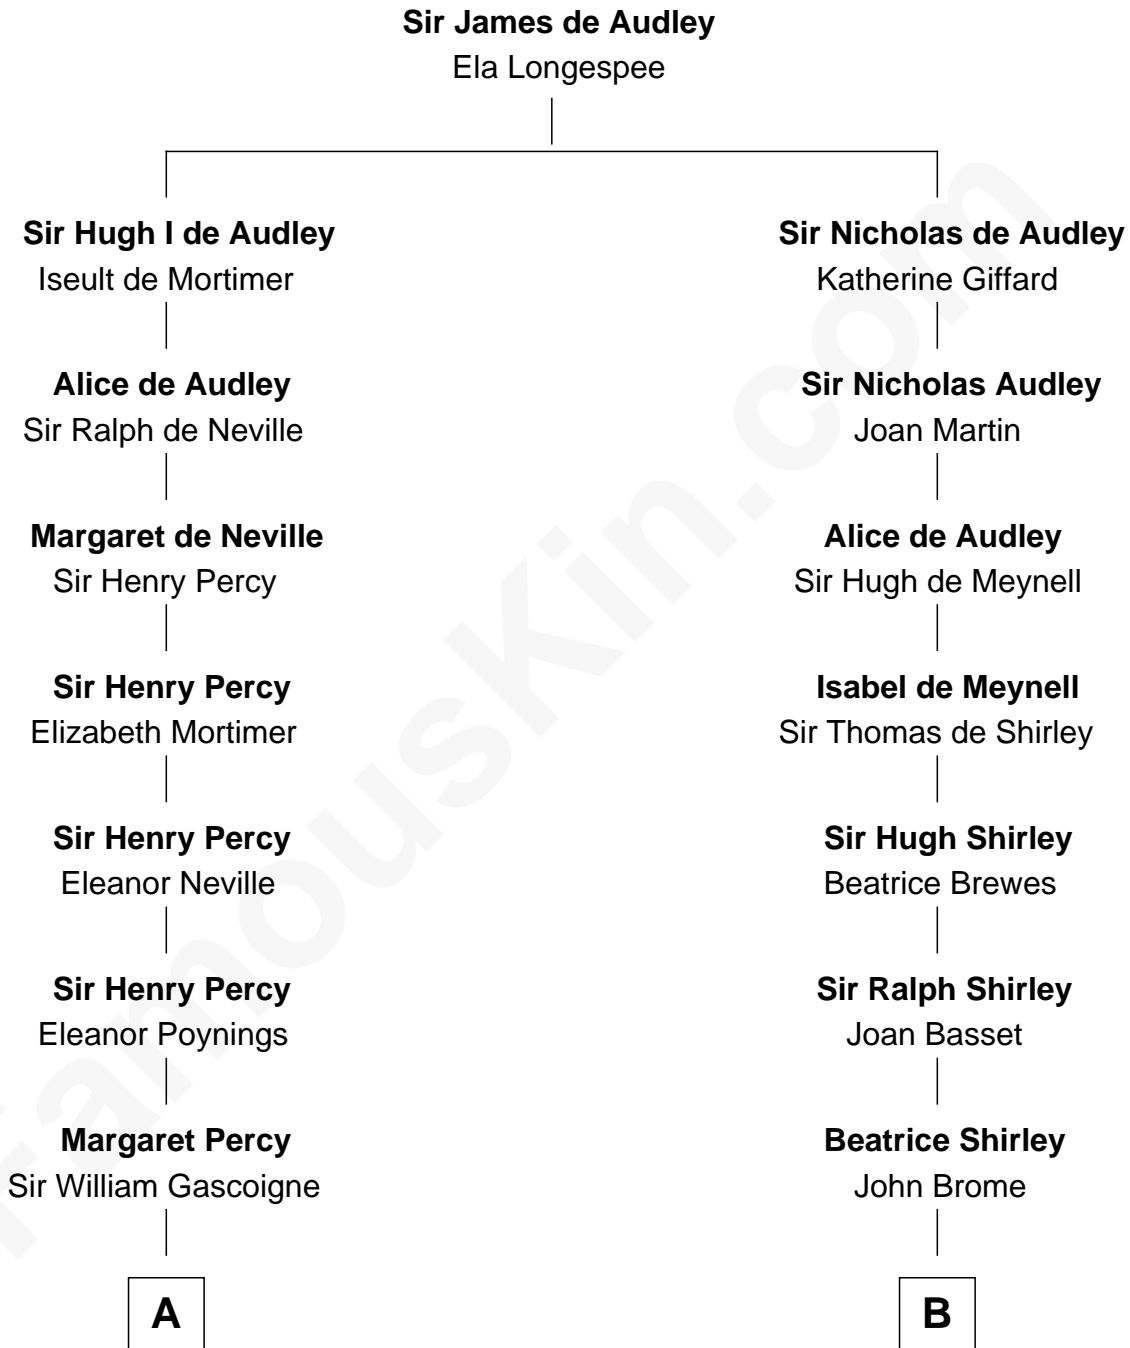 Sir James de Audley
Ela Longespee
Sir Hugh I de Audley
Iseult de Mortimer
Sir Nicholas de Audley
Katherine Giffard
Alice de Audley
Sir Ralph de Neville
Sir Nicholas Audley
Joan Martin
Margaret de Neville
Sir Henry Percy
Alice de Audley
Sir Hugh de Meynell
Sir Henry Percy
Elizabeth Mortimer
Isabel de Meynell
Sir Thomas de Shirley
Sir Henry Percy
Eleanor Neville
Sir Hugh Shirley
Beatrice Brewes
Sir Henry Percy
Eleanor Poynings
Sir Ralph Shirley
Joan Basset
Margaret Percy
Sir William Gascoigne
Beatrice Shirley
John Brome
A
B
FamousKin.com